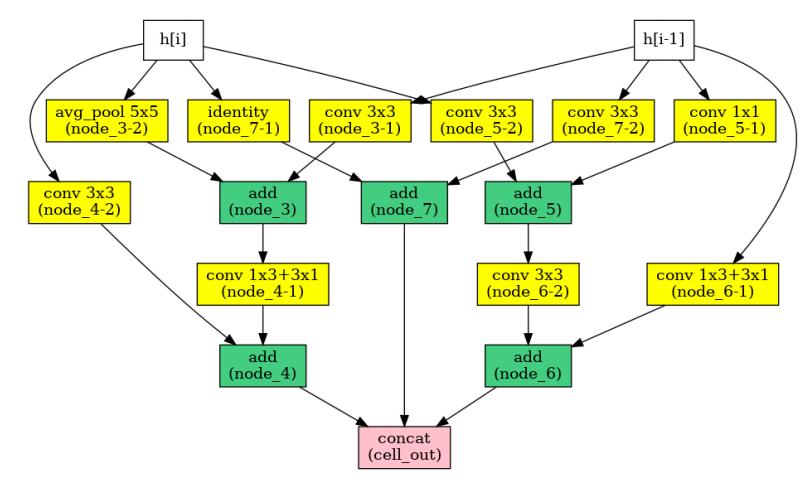 h[i]
h[i-1]
avg_pool 5x5
(node_3-2)
identity
(node_7-1)
conv 3x3
(node_3-1)
conv 3x3
(node_5-2)
conv 3x3
(node_7-2)
conv 1x1
(node_5-1)
conv 3x3
(node_4-2)
add
(node_3)
add
(node_7)
add
(node_5)
conv 1x3+3x1
(node_4-1)
conv 3x3
(node_6-2)
conv 1x3+3x1
(node_6-1)
add
(node_4)
add
(node_6)
concat
(cell_out)